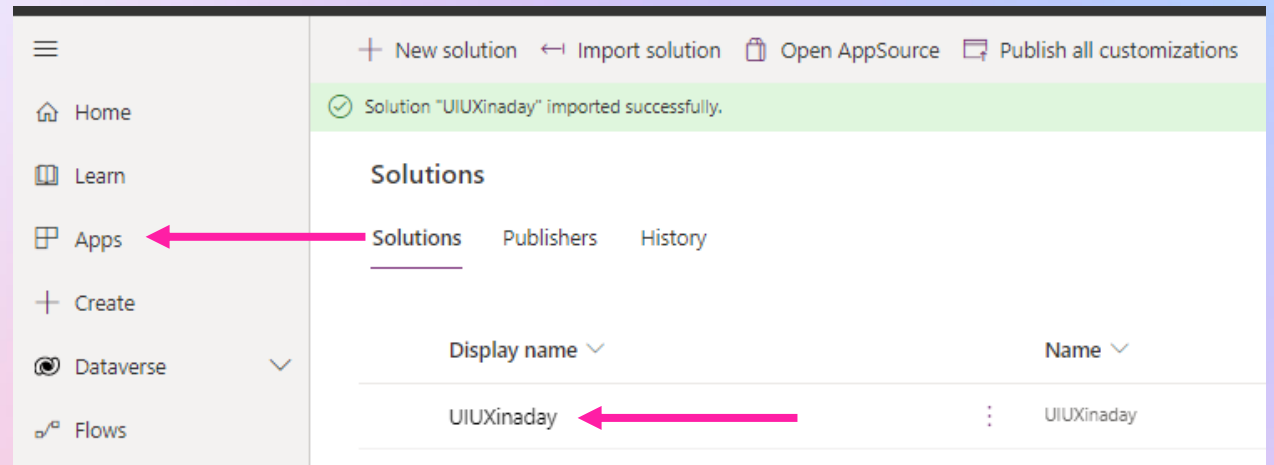 New solution Import solution Open AppSource Publish all customizations
Home
Learn
Apps
Create
Dataverse
Flows
Solution "UIUXinaday" imported successfully.
Solutions
Solutions Publishers History
Display name Name
UIUXinaday UIUXinaday